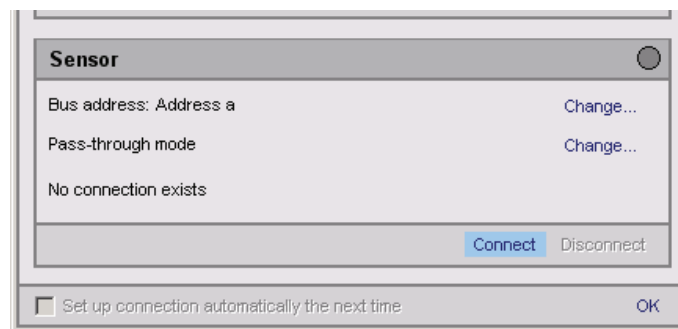 Sensor
Bus address: Address a
Change...
Pass-through mode
Change...
No connection exists
Connect
Disconnect
Set up connection automatically the next time
OK